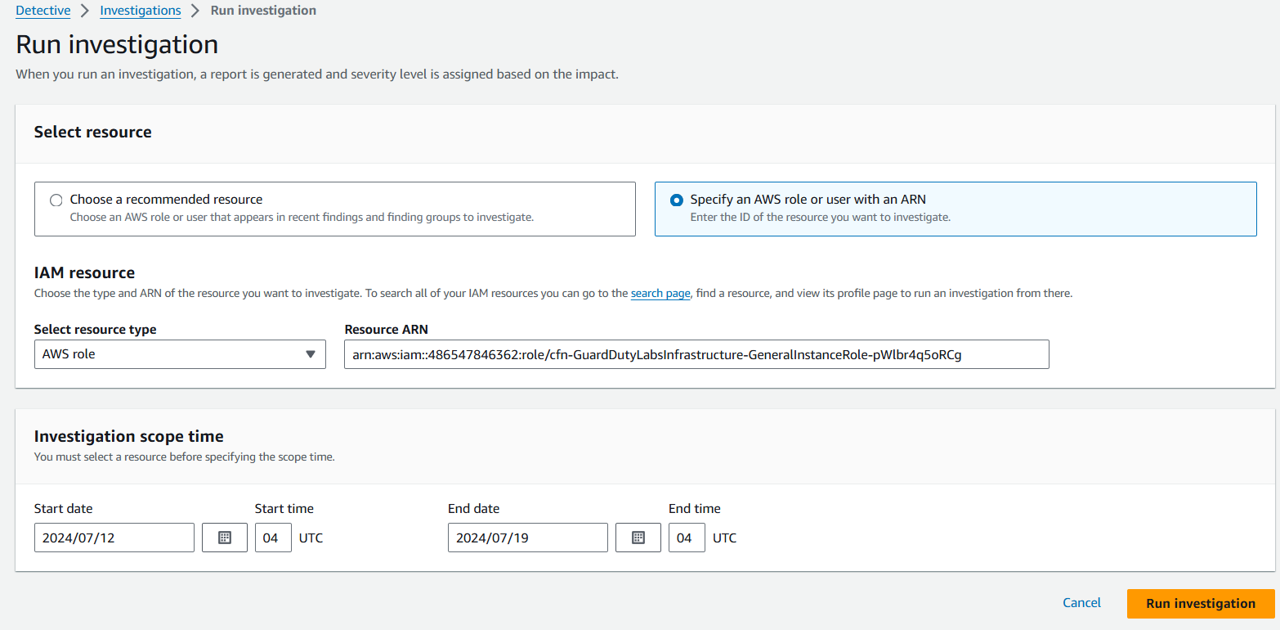 Detective > Investigations > Run investigation
Run investigation
When you run an investigation, a report is generated and severity level is assigned based on the impact.
Select resource
Choose a recommended resource
Choose an AWS role or user that appears in recent findings and finding groups to investigate.
Specify an AWS role or user with an ARN
Enter the ID of the resource you want to investigate.
IAM resource
Choose the type and ARN of the resource you want to investigate. To search all of your IAM resources you can go to the search page, find a resource, and view its profile page to run an investigation from there.
Select resource type
AWS role
Resource ARN
arn:aws:iam::486547846362:role/cfn-GuardDutyLabsInfrastructure-GeneralInstanceRole-pWlbr4q5oRCg
Investigation scope time
You must select a resource before specifying the scope time.
Start date Start time End date End time
2024/07/12 04 UTC 2024/07/19 04 UTC
Cancel Run investigation